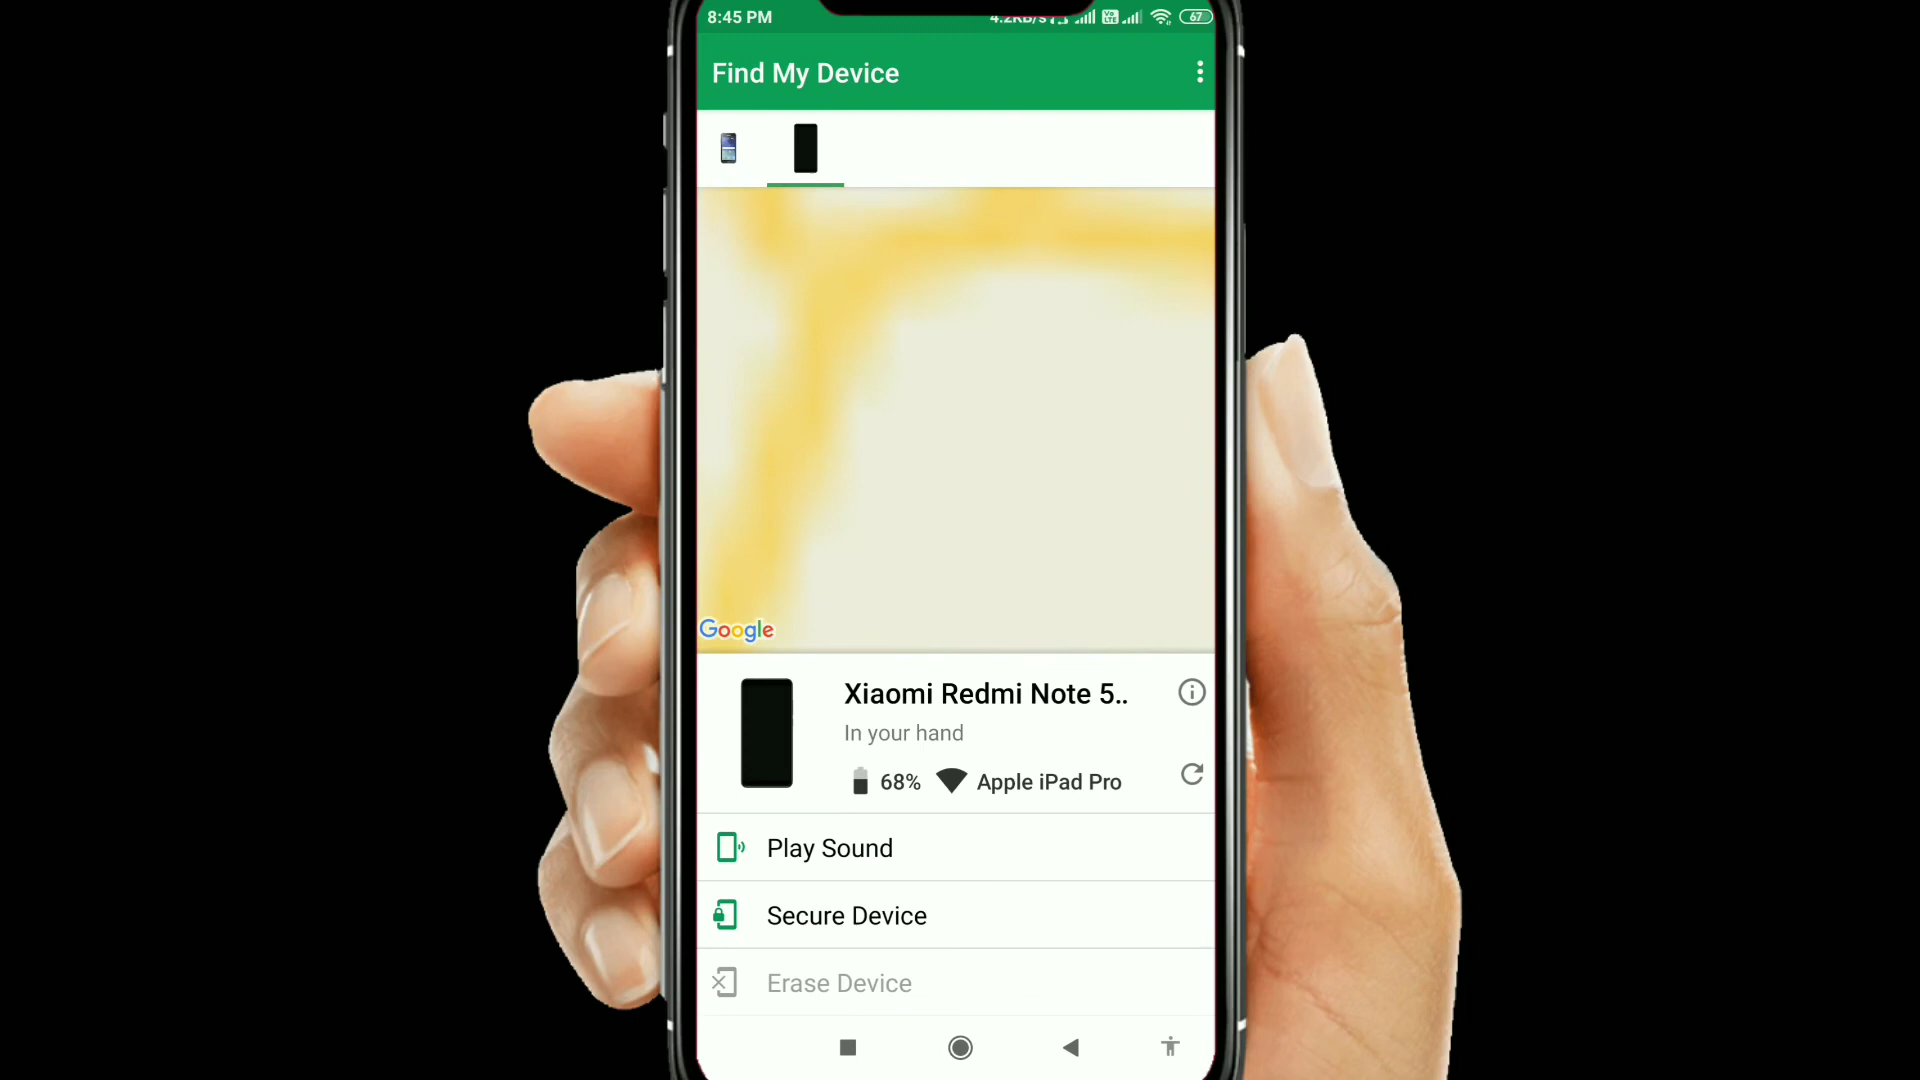 8:45 PM
67
Find My Device
Google
Xiaomi Redmi Note 5..
In your hand
68% Apple iPad Pro
Play Sound
Secure Device
Erase Device